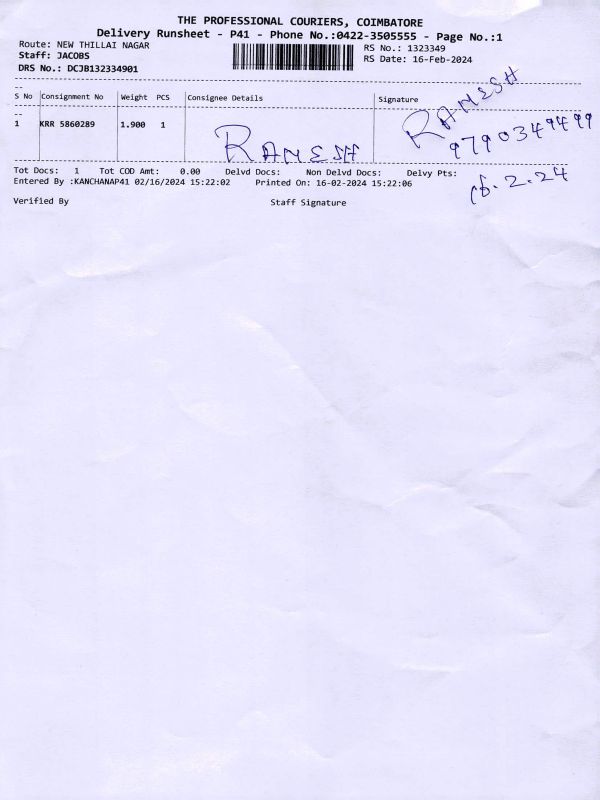 THE PROFESSIONAL COURIERS, COIMBATORE
Delivery Runsheet - P41 - Phone No.:0422-3505555 - Page No.:1
Route: NEW THILLAI NAGAR
RS No.: 1323349
Staff: JACOBS
RS Date: 16-Feb-2024
DRS No.: DCJB132334901
S No Consignment No Weight PCS Consignee Details Signature
1 KRR 5860289 1.900 1
RAMESH
RAMESH
9790349499
Tot Docs: 1 Tot COD Amt: 0.00 Delvd Docs: Non Delvd Docs: Delvy Pts:
Entered By :KANCHANAP41 02/16/2024 15:22:02 Printed On: 16-02-2024 15:22:06
16.2.24
Verified By Staff Signature